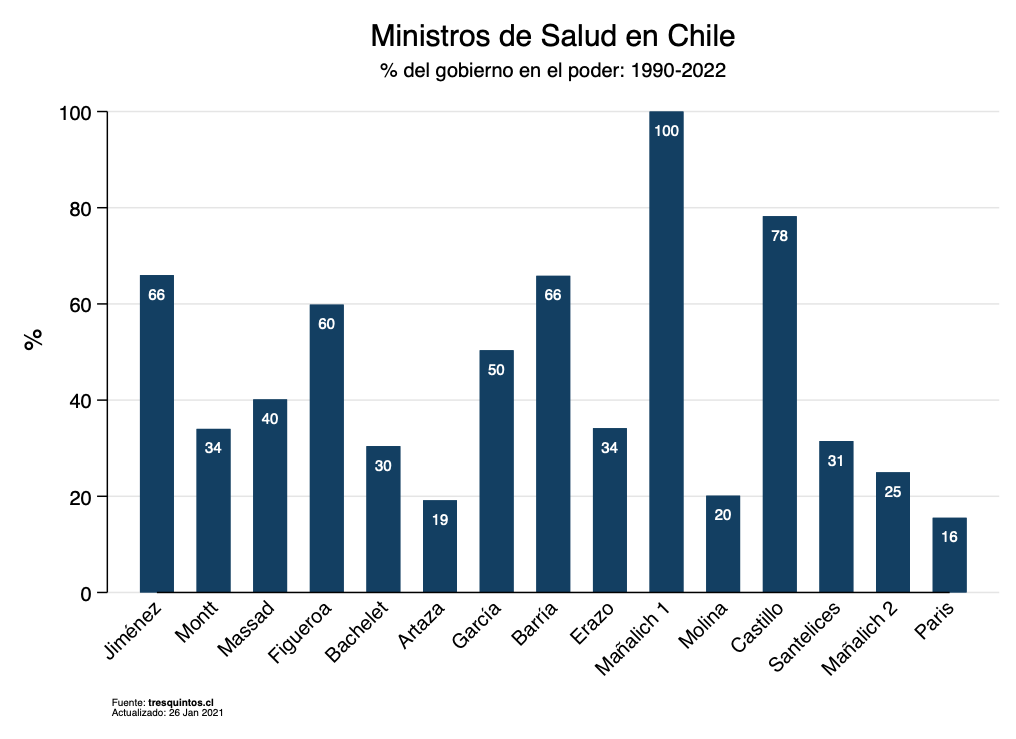 Ministros de Salud en Chile
% del gobierno en el poder: 1990-2022
%
100
80
60
40
20
0
66
34
40
60
30
19
50
66
34
100
20
78
31
25
16
Jiménez
Montt
Massad
Figueroa
Bachelet
Artaza
García
Barría
Erazo
Mañalich 1
Molina
Castillo
Santelices
Mañalich 2
Paris
Fuente: tresquintos.cl
Actualizado: 26 Jan 2021